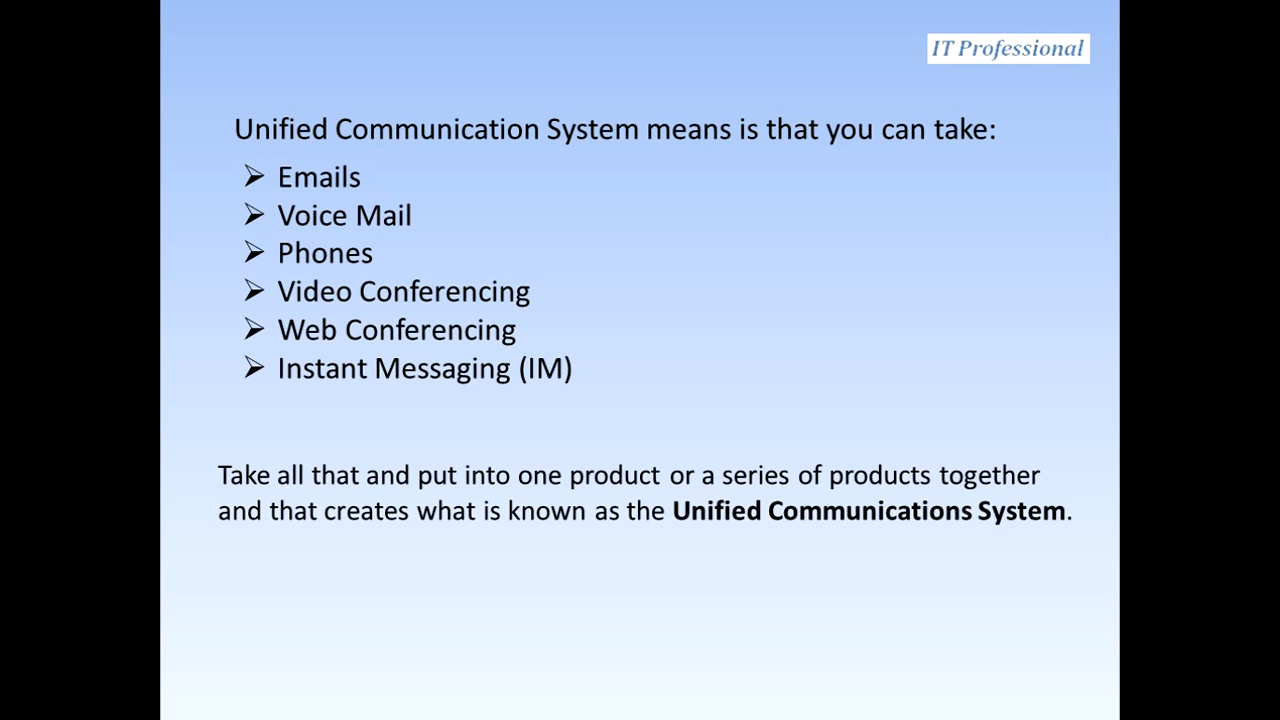 IT Professional
Unified Communication System means is that you can take:
➢ Emails
➢ Voice Mail
➢ Phones
➢ Video Conferencing
➢ Web Conferencing
➢ Instant Messaging (IM)
Take all that and put into one product or a series of products together
and that creates what is known as the Unified Communications System.